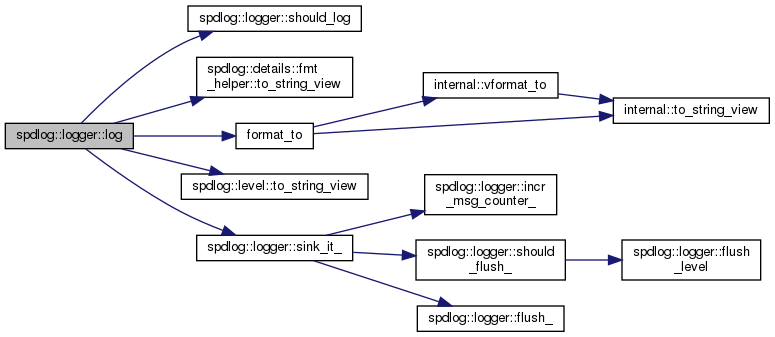 spdlog::logger::log
spdlog::logger::should_log
spdlog::details::fmt
_helper::to_string_view
format_to
spdlog::level::to_string_view
spdlog::logger::sink_it_
internal::vformat_to
internal::to_string_view
spdlog::logger::incr
_msg_counter_
spdlog::logger::should
_flush_
spdlog::logger::flush
_level
spdlog::logger::flush_